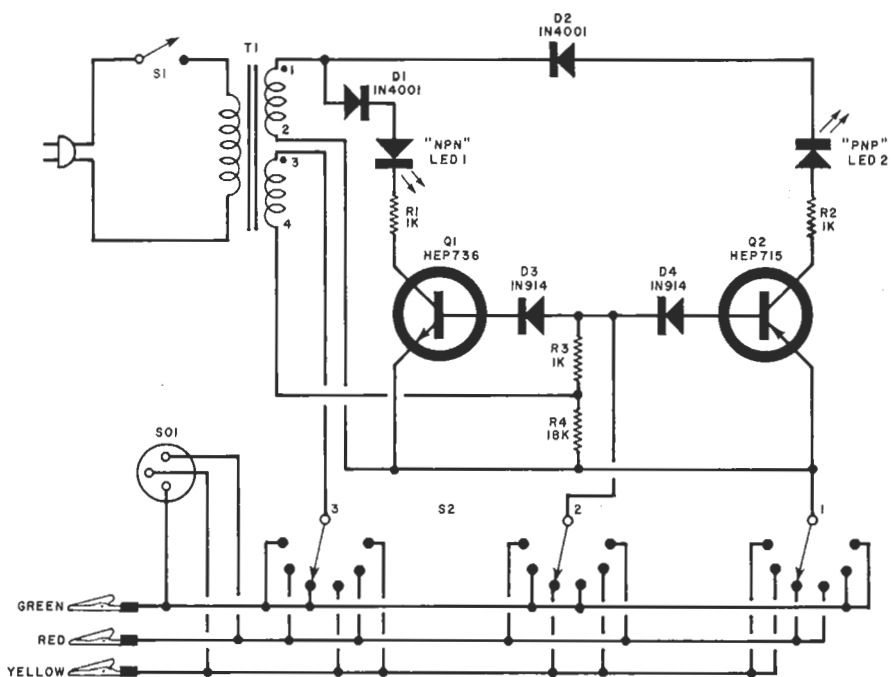 S1
T1
1
2
3
4
D1
1N4001
"NPN"
LED 1
R1
1K
Q1
HEP736
D2
1N4001
"PNP"
LED 2
R2
1K
Q2
HEP715
D3
1N914
D4
1N914
R3
1K
R4
18K
SO1
3
S2
2
1
GREEN
RED
YELLOW